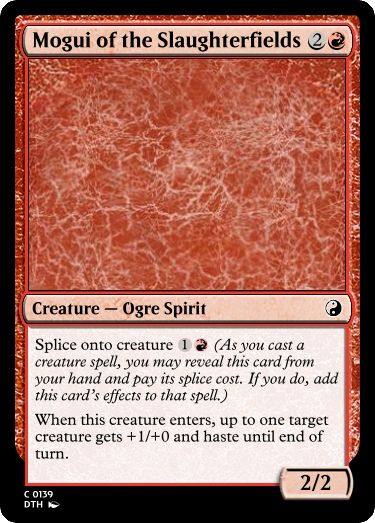 Mogui of the Slaughterfields 2
Creature — Ogre Spirit
Splice onto creature 1 (As you cast a
creature spell, you may reveal this card from
your hand and pay its splice cost. If you do, add
this card's effects to that spell.)
When this creature enters, up to one target
creature gets +1/+0 and haste until end of
turn.
2/2
C 0139
DTH